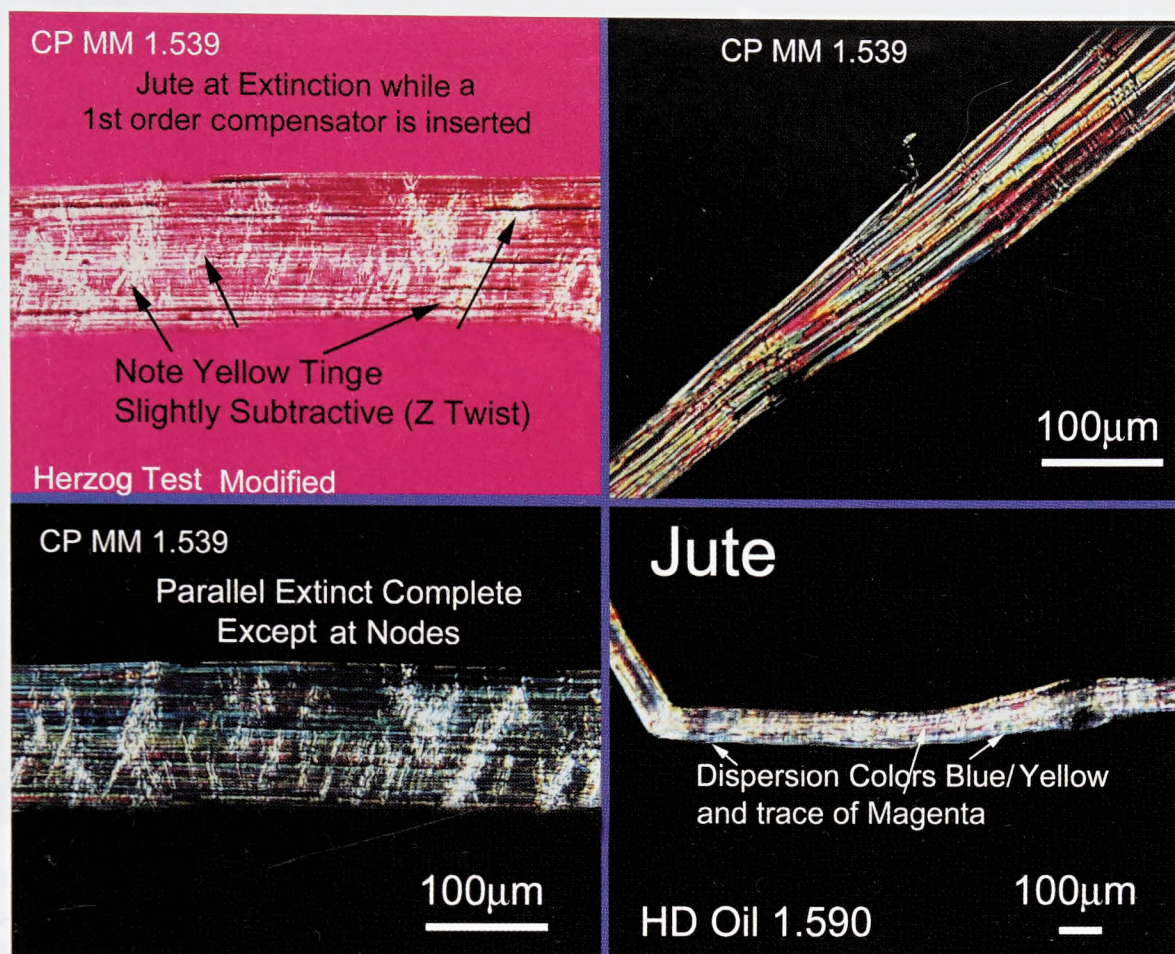 CP MM 1.539
Jute at Extinction while a
1st order compensator is inserted
Note Yellow Tinge
Slightly Subtractive (Z Twist)
Herzog Test Modified
CP MM 1.539
100µm
CP MM 1.539
Parallel Extinct Complete
Except at Nodes
100µm
Jute
Dispersion Colors Blue/Yellow
and trace of Magenta
100µm
HD Oil 1.590